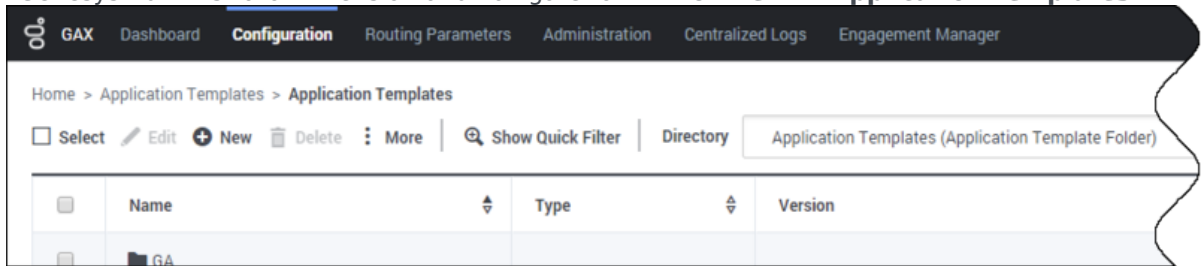 GAX Dashboard Configuration Routing Parameters Administration Centralized Logs Engagement Manager
Home > Application Templates > Application Templates
Select Edit New Delete More Show Quick Filter Directory Application Templates (Application Template Folder)
Name Type Version
GA